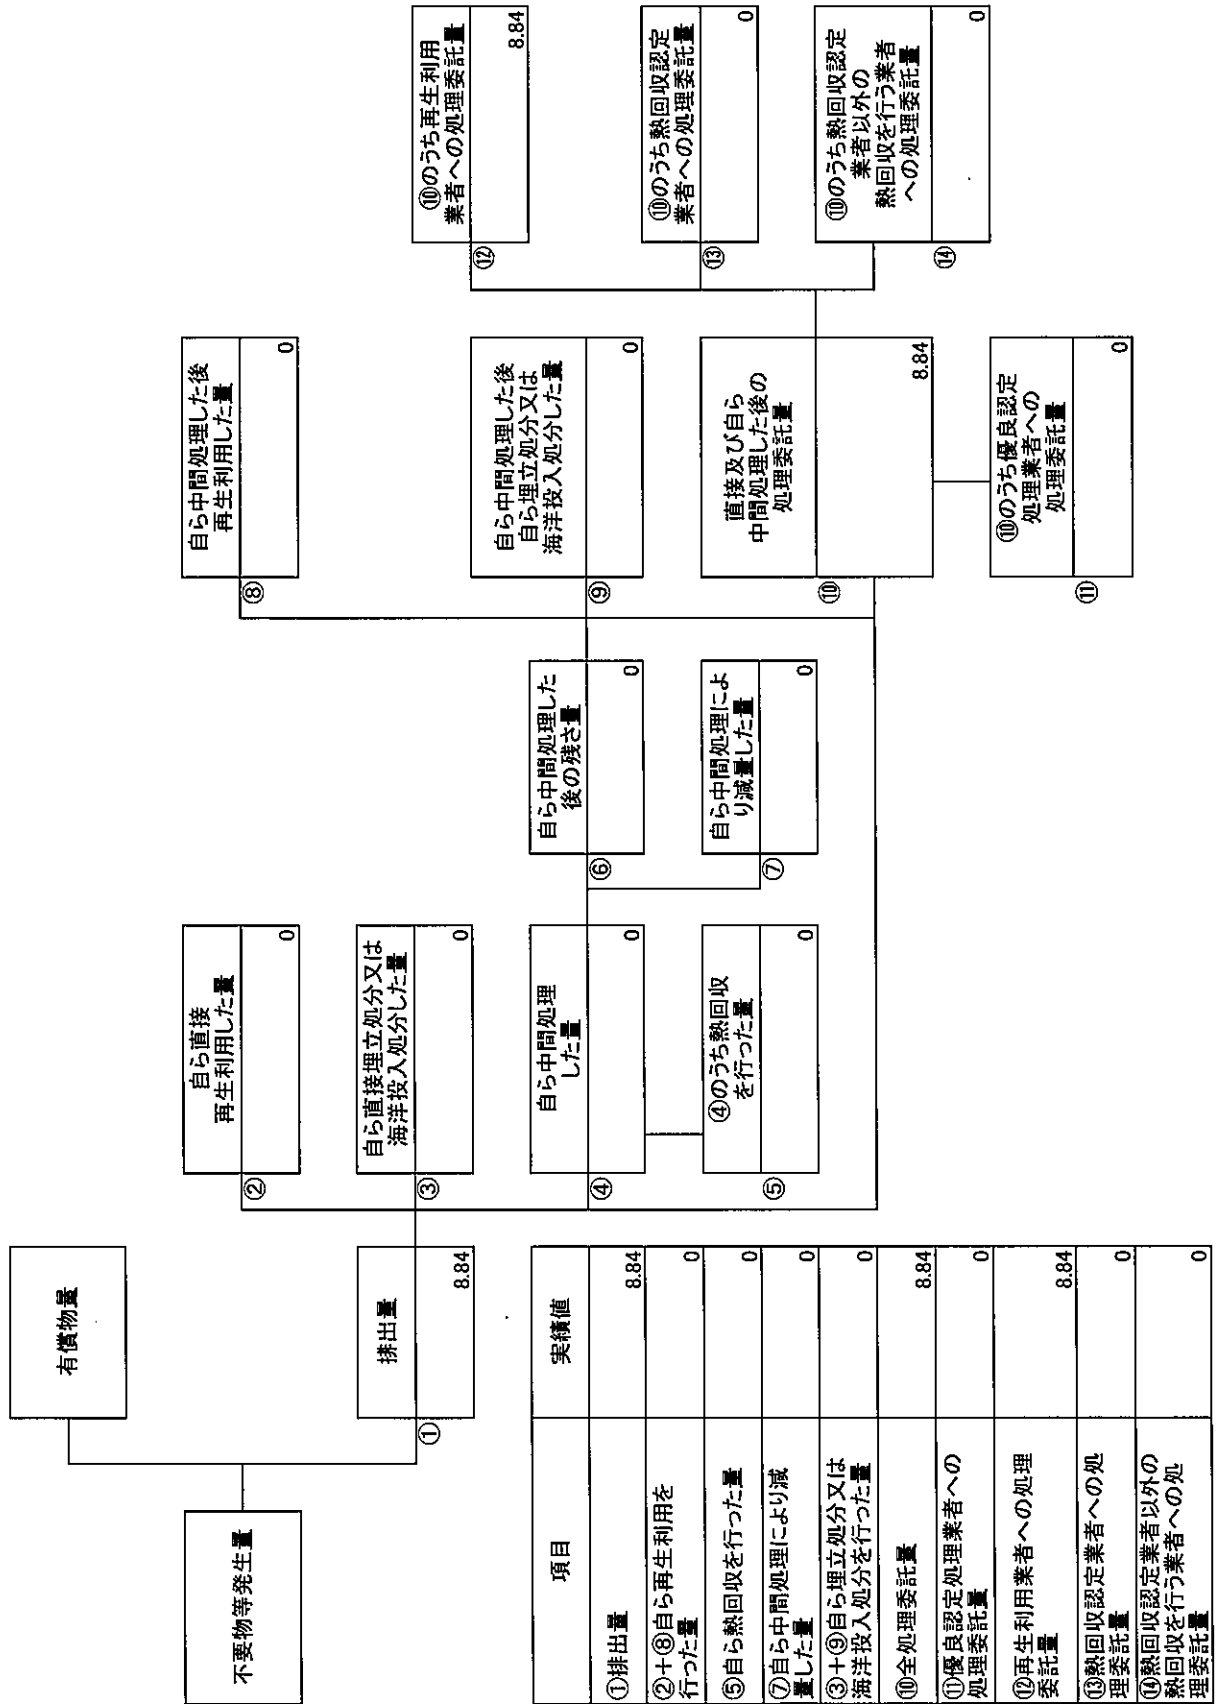 不要物等発生量
有償物量
排出量
①
8.84
②
自ら直接
再生利用した量
0
③
自ら直接埋立処分又は
海洋投入処分した量
0
④
自ら中間処理
した量
0
⑤
④のうち熱回収
を行った量
0
⑥
自ら中間処理した
後の残さ量
0
⑦
自ら中間処理によ
り減量した量
0
⑧
自ら中間処理した後
再生利用した量
0
⑨
自ら中間処理した後
自ら埋立処分又は
海洋投入処分した量
0
⑩
直接及び自ら
中間処理した後の
処理委託量
8.84
⑪
⑩のうち優良認定
処理業者への
処理委託量
0
⑫
⑩のうち再生利用
業者への処理委託量
8.84
⑬
⑩のうち熱回収認定
業者への処理委託量
0
⑭
⑩のうち熱回収認定
業者以外の
熱回収を行う業者
への処理委託量
0
項目 実績値
①排出量 8.84
②+⑧自ら再生利用を
行った量 0
⑤自ら熱回収を行った量 0
⑦自ら中間処理により減
量した量 0
③+⑨自ら埋立処分又は
海洋投入処分を行った量 0
⑩全処理委託量 8.84
⑪優良認定処理業者への
処理委託量 0
⑫再生利用業者への処理
委託量 8.84
⑬熱回収認定業者への処
理委託量 0
⑭熱回収認定業者以外の
熱回収を行う業者への処
理委託量 0